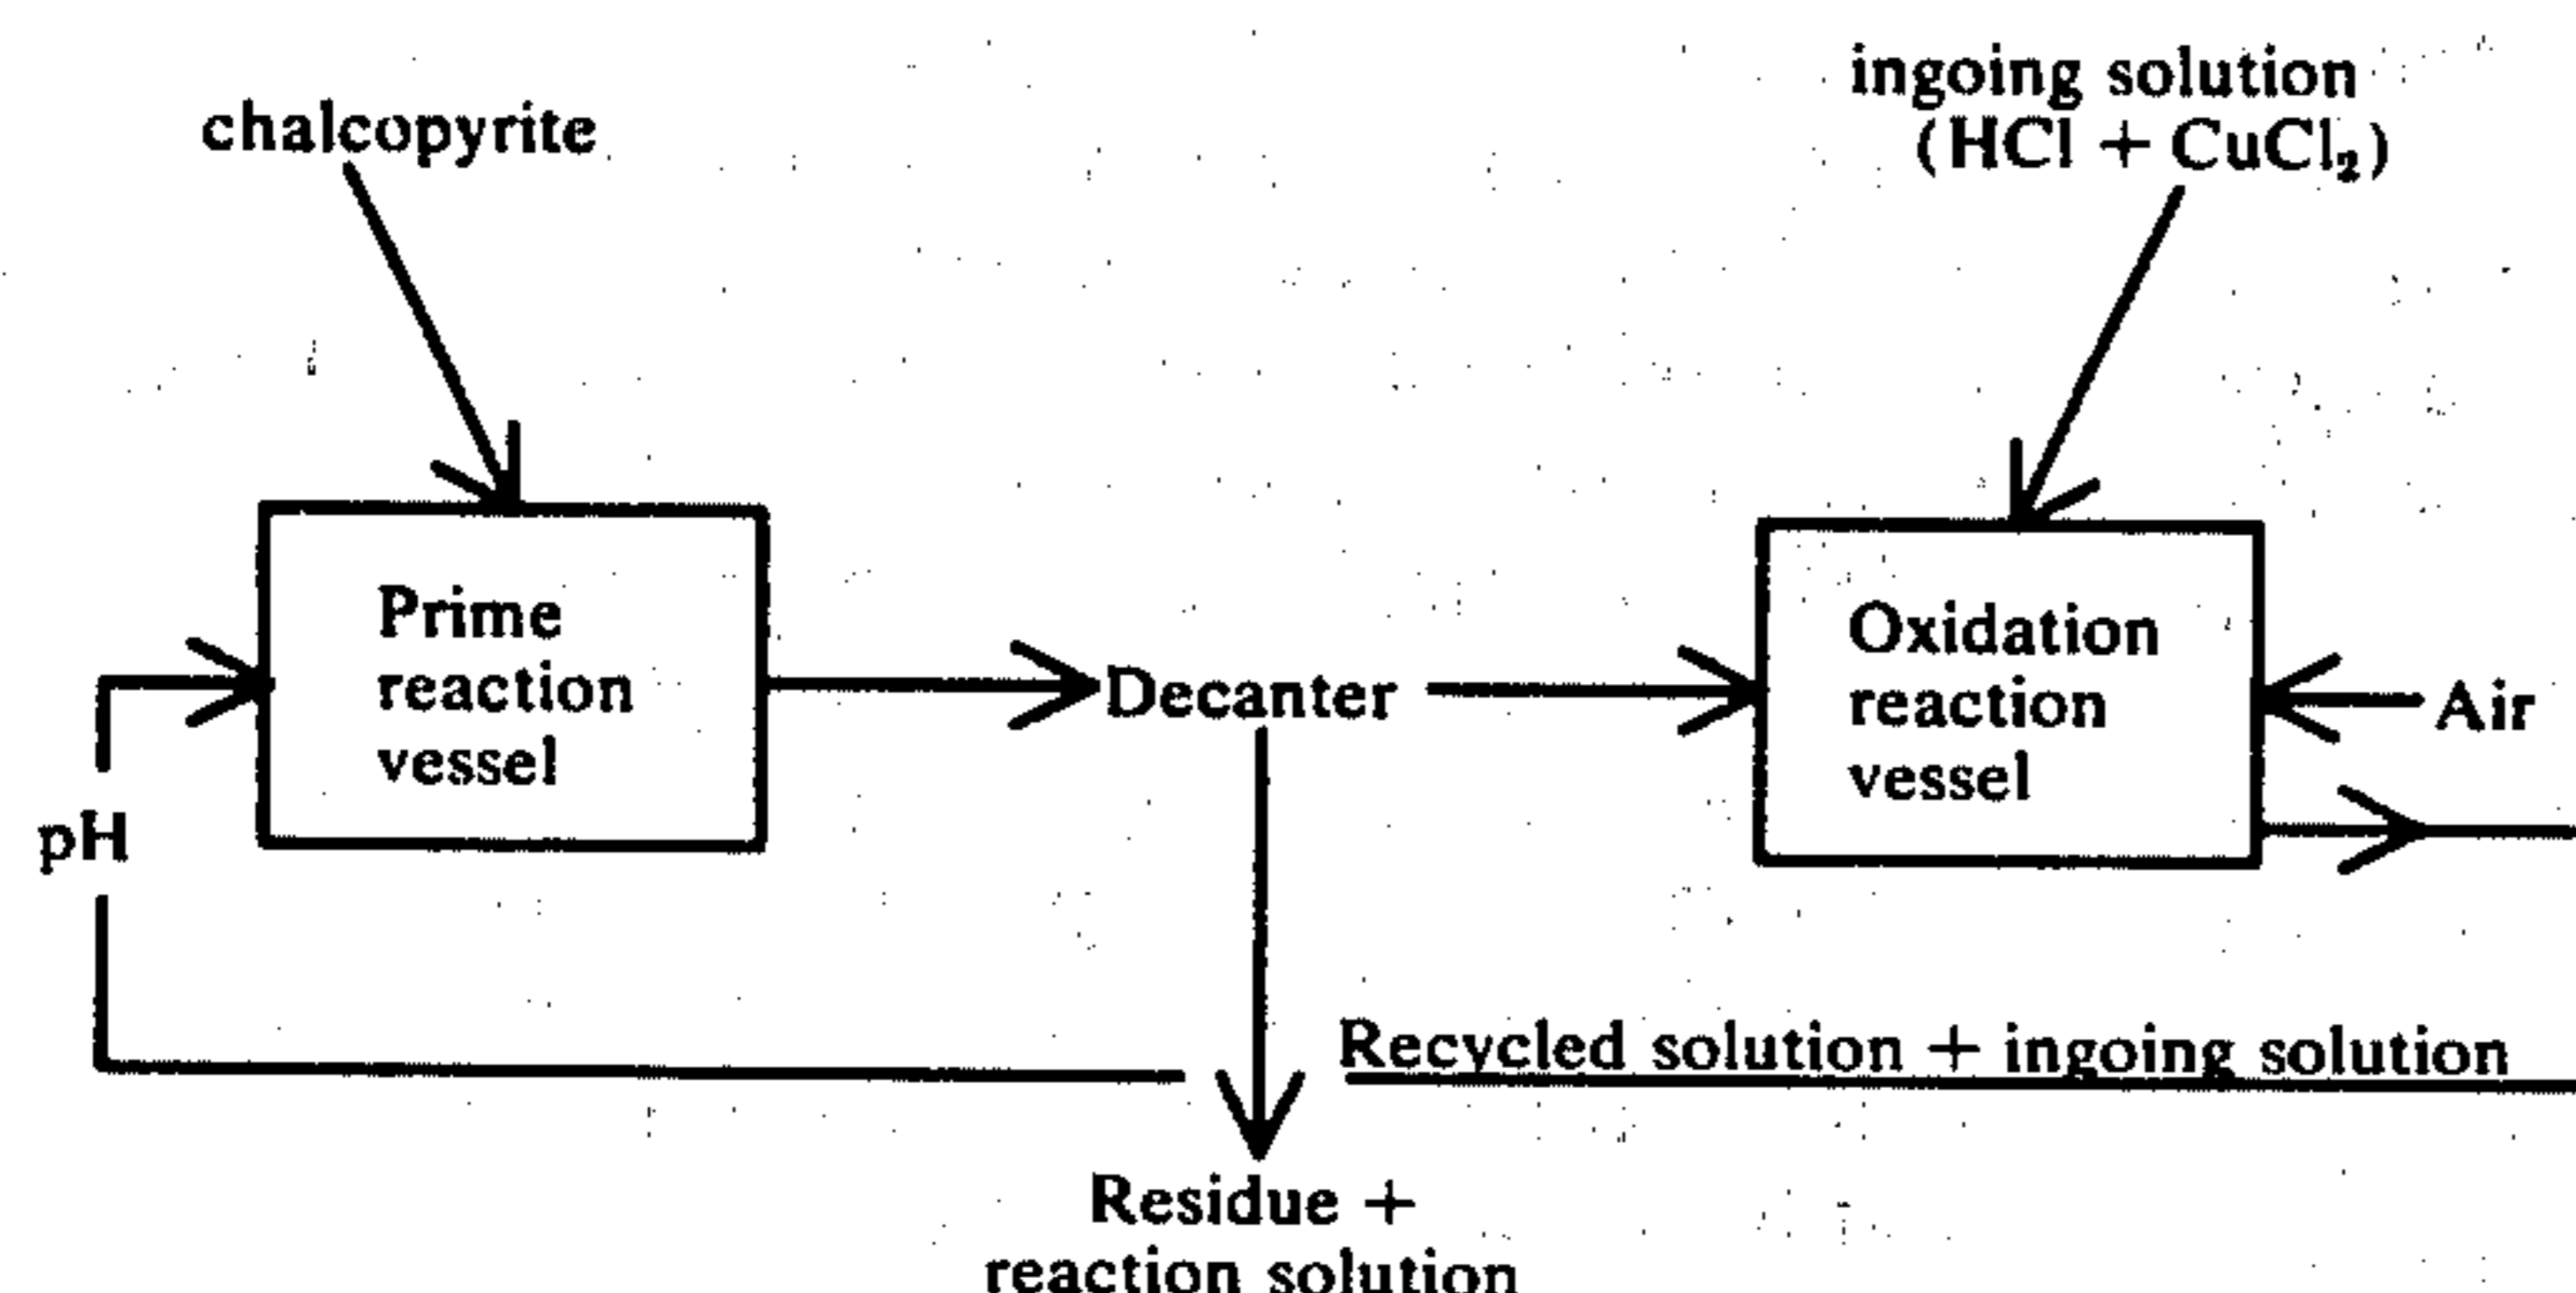 chalcopyrite
ingoing solution
(HCl + CuCl₂)
Prime
reaction
vessel
Decanter
Oxidation
reaction
vessel
Air
pH
Recycled solution + ingoing solution
Residue +
reaction solution